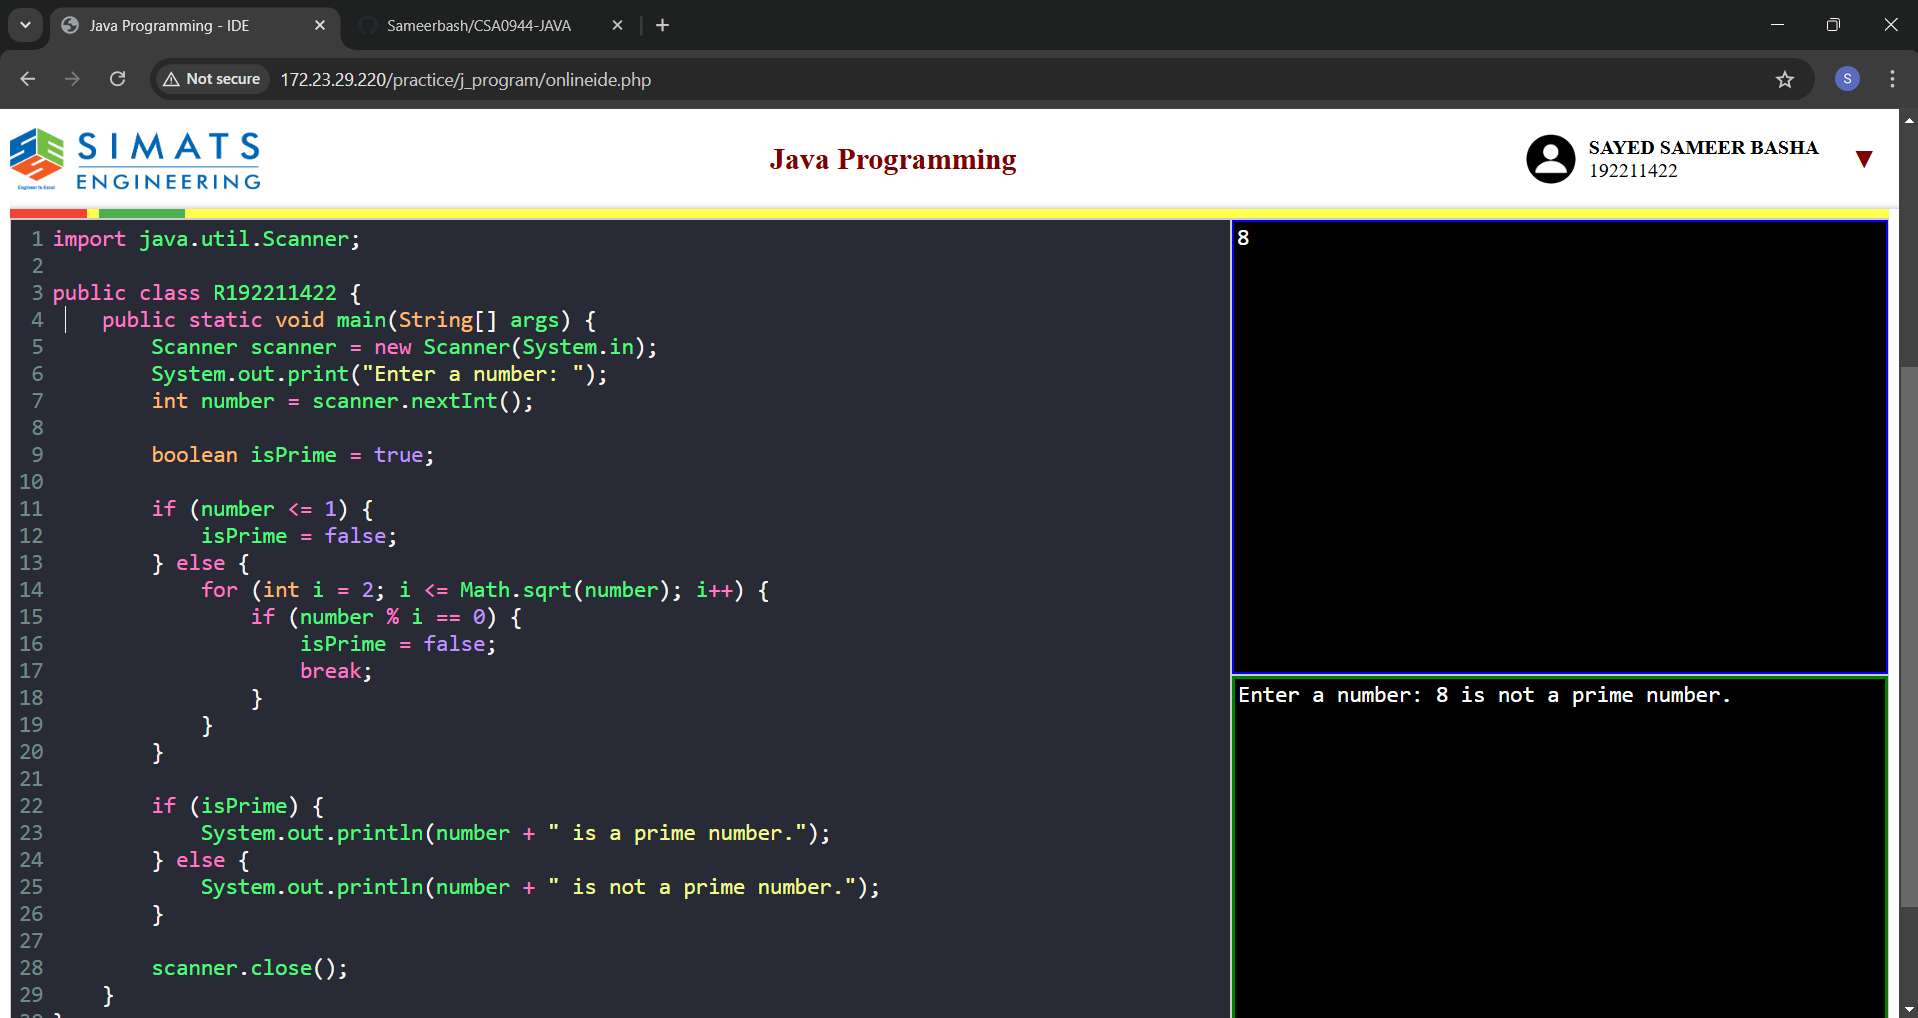 Java Programming - IDE
Sameerbash/CSA0944-JAVA
Not secure
172.23.29.220/practice/j_program/onlineide.php
S
SIMATS
ENGINEERING
Engineer to Excel
Java Programming
SAYED SAMEER BASHA
192211422
1 import java.util.Scanner;
2
3 public class R192211422 {
4     public static void main(String[] args) {
5         Scanner scanner = new Scanner(System.in);
6         System.out.print("Enter a number: ");
7         int number = scanner.nextInt();
8
9         boolean isPrime = true;
10
11         if (number <= 1) {
12             isPrime = false;
13         } else {
14             for (int i = 2; i <= Math.sqrt(number); i++) {
15                 if (number % i == 0) {
16                     isPrime = false;
17                     break;
18                 }
19             }
20         }
21
22         if (isPrime) {
23             System.out.println(number + " is a prime number.");
24         } else {
25             System.out.println(number + " is not a prime number.");
26         }
27
28         scanner.close();
29     }
8
Enter a number: 8 is not a prime number.